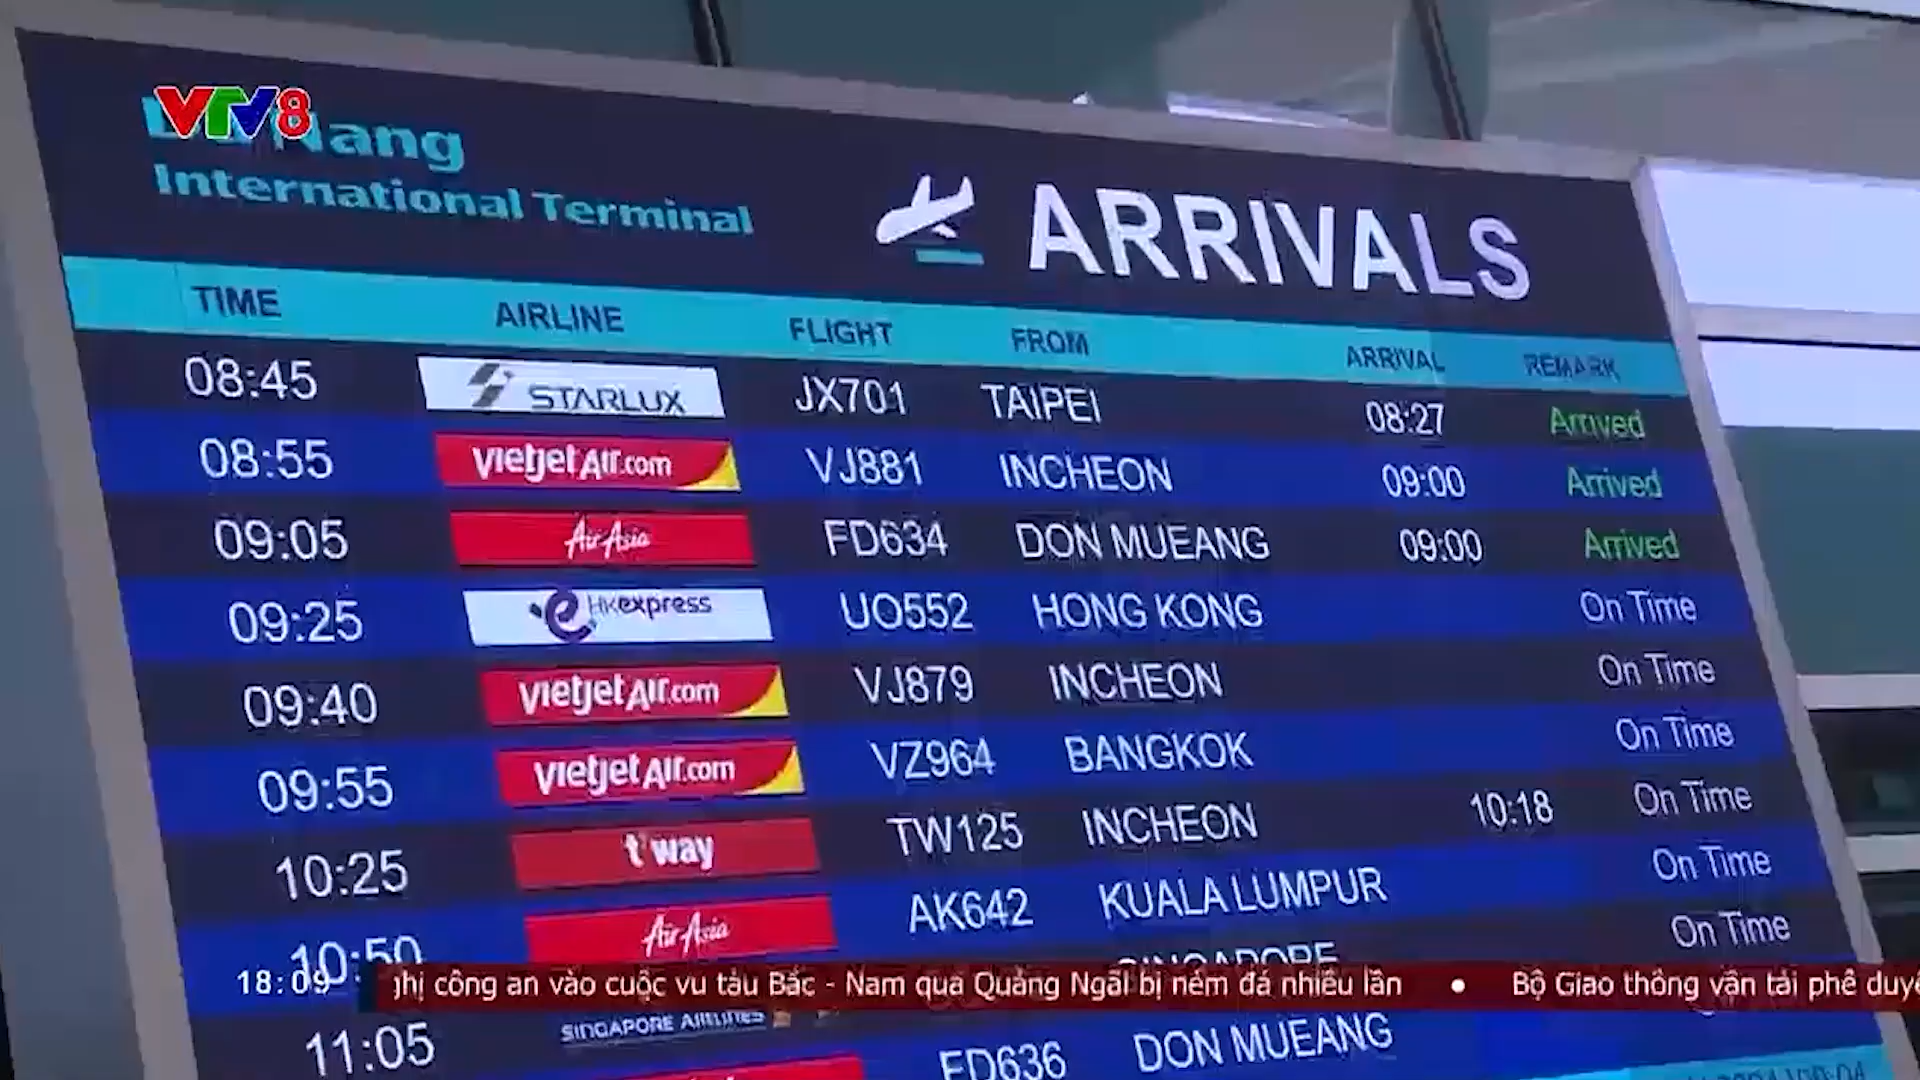 VTV8
Nang
International Terminal
ARRIVALS
TIME AIRLINE FLIGHT FROM ARRIVAL REMARK
08:45 STARLUX JX701 TAIPEI 08:27 Arrived
08:55 vietjetAir.com VJ881 INCHEON 09:00 Arrived
09:05 AirAsia FD634 DON MUEANG 09:00 Arrived
09:25 HKexpress UO552 HONG KONG On Time
09:40 vietjetAir.com VJ879 INCHEON On Time
09:55 vietjetAir.com VZ964 BANGKOK On Time
10:25 t'way TW125 INCHEON 10:18 On Time
10:50 AirAsia AK642 KUALA LUMPUR On Time
SINGAPORE AIRLINES SINGAPORE On Time
11:05 FD636 DON MUEANG
18:09 công an vào cuộc vụ tàu Bắc - Nam qua Quảng Ngãi bị ném đá nhiều lần • Bộ Giao thông vận tải phê